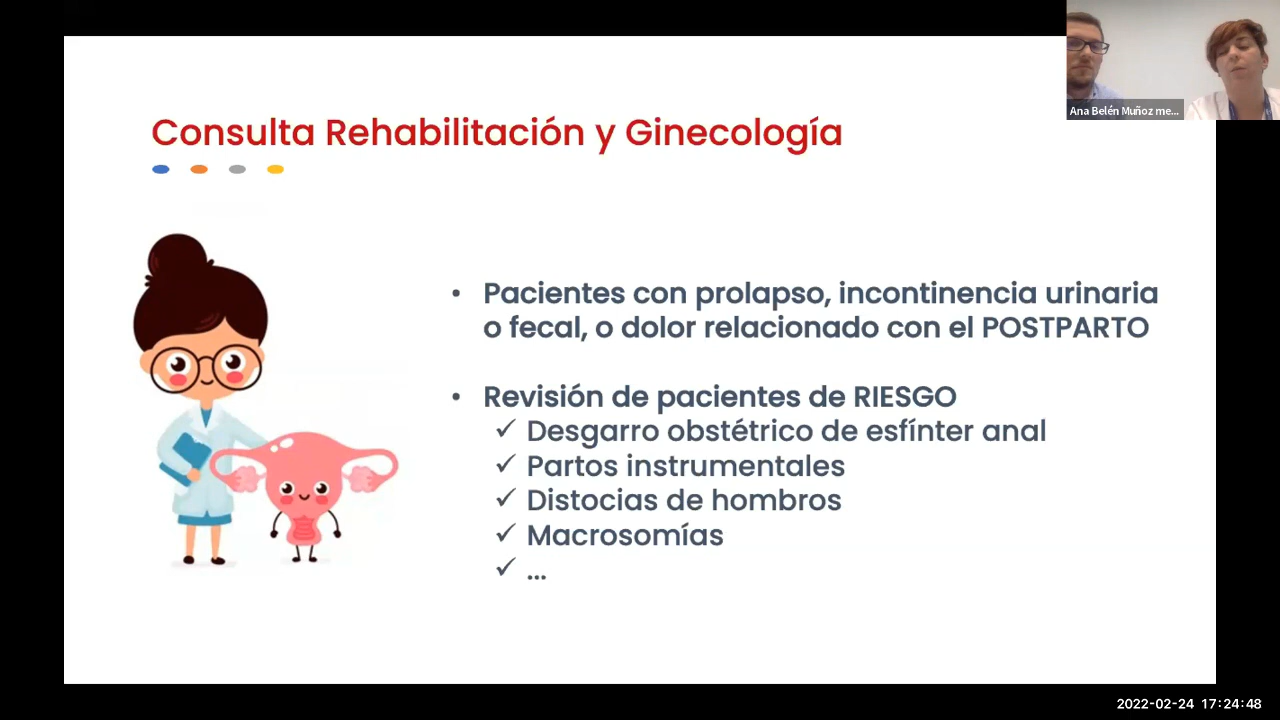 Ana Belén Muñoz me...
Consulta Rehabilitación y Ginecología
• Pacientes con prolapso, incontinencia urinaria
o fecal, o dolor relacionado con el POSTPARTO
• Revisión de pacientes de RIESGO
✓ Desgarro obstétrico de esfínter anal
✓ Partos instrumentales
✓ Distocias de hombros
✓ Macrosomías
✓ ...
2022-02-24 17:24:48